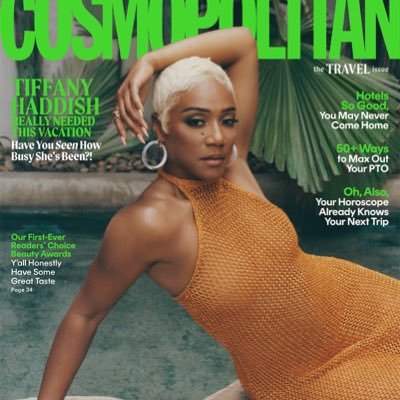 COSMOPOLITAN
the TRAVEL issue
TIFFANY
HADDISH
REALLY NEEDED
THIS VACATION
Have You Seen How
Busy She's Been?!
Hotels
So Good,
You May Never
Come Home
50+ Ways
to Max Out
Your PTO
Oh, Also,
Your Horoscope
Already Knows
Your Next Trip
Our First-Ever
Readers' Choice
Beauty Awards
Y'all Honestly
Have Some
Great Taste
Page 34